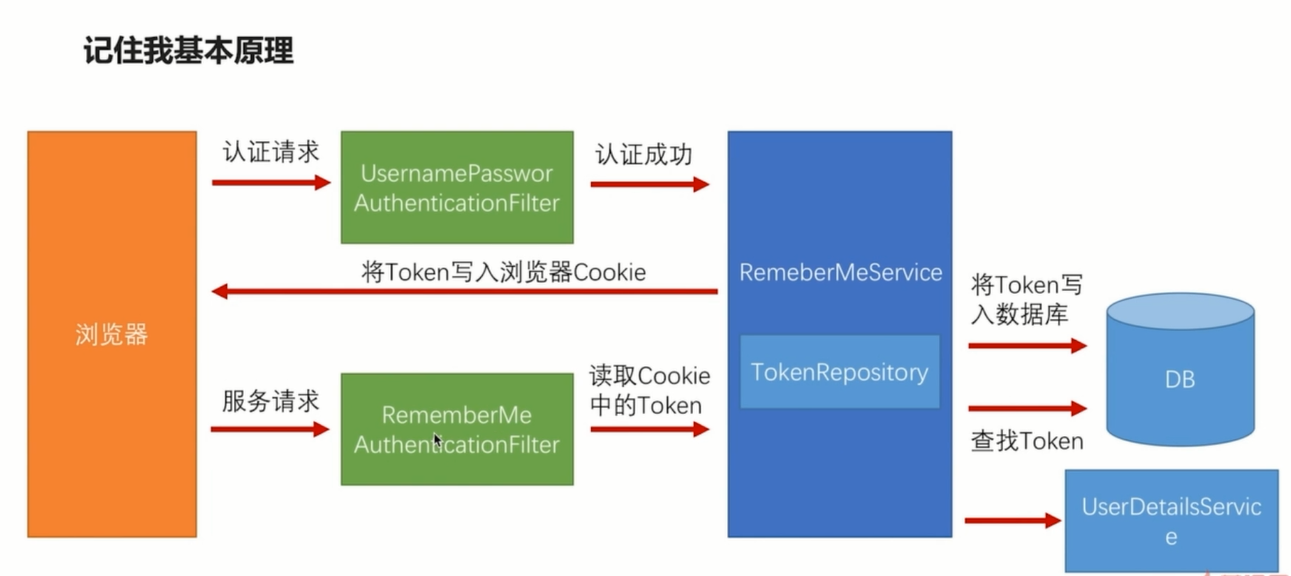 记住我基本原理
认证请求
UsernamePasswor
AuthenticationFilter
认证成功
将Token写入浏览器Cookie
浏览器
RemeberMeService
TokenRepository
将Token写
入数据库
DB
查找Token
服务请求
RememberMe
AuthenticationFilter
读取Cookie
中的Token
UserDetailsServic
e